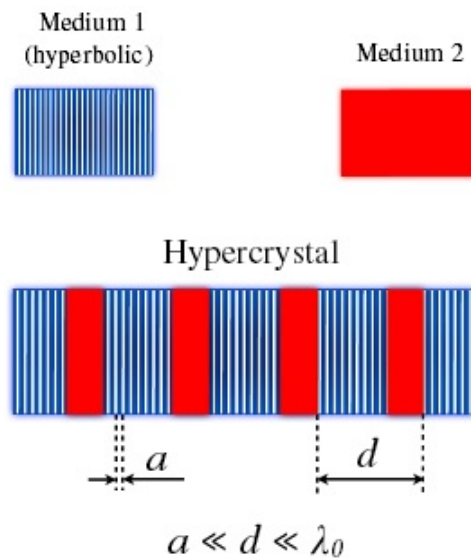 Medium 1
(hyperbolic)
Medium 2
Hypercrystal
a
d
a ≪ d ≪ λ₀